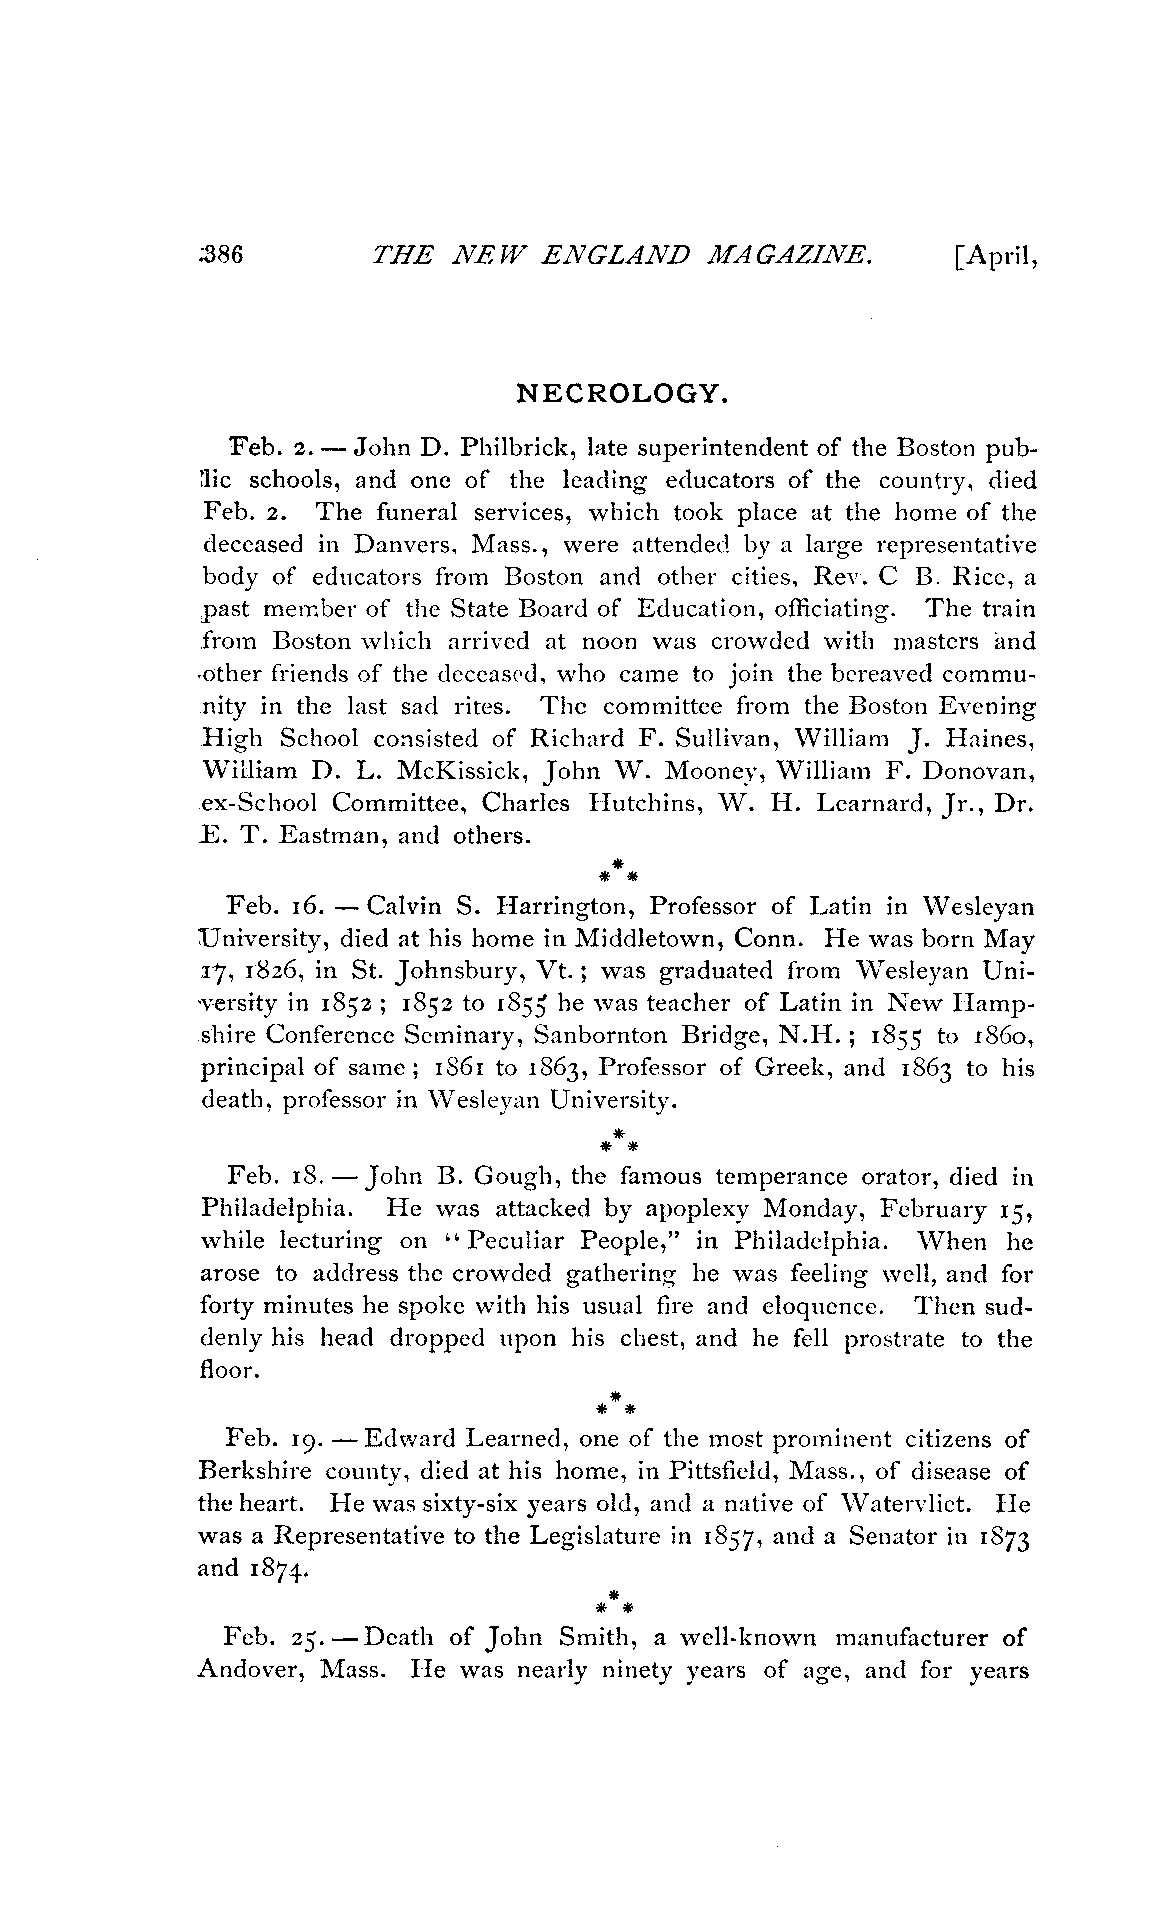 386 THE NEW ENGLAND MAGAZINE. [April,
NECROLOGY.
Feb. 2. — John D. Philbrick, late superintendent of the Boston pub-
lic schools, and one of the leading educators of the country, died
Feb. 2. The funeral services, which took place at the home of the
deceased in Danvers, Mass., were attended by a large representative
body of educators from Boston and other cities, Rev. C B. Rice, a
past member of the State Board of Education, officiating. The train
from Boston which arrived at noon was crowded with masters and
other friends of the deceased, who came to join the bereaved commu-
nity in the last sad rites. The committee from the Boston Evening
High School consisted of Richard F. Sullivan, William J. Haines,
William D. L. McKissick, John W. Mooney, William F. Donovan,
ex-School Committee, Charles Hutchins, W. H. Learnard, Jr., Dr.
E. T. Eastman, and others.
***
Feb. 16. — Calvin S. Harrington, Professor of Latin in Wesleyan
University, died at his home in Middletown, Conn. He was born May
17, 1826, in St. Johnsbury, Vt.; was graduated from Wesleyan Uni-
versity in 1852; 1852 to 1855 he was teacher of Latin in New Hamp-
shire Conference Seminary, Sanbornton Bridge, N.H.; 1855 to 1860,
principal of same; 1861 to 1863, Professor of Greek, and 1863 to his
death, professor in Wesleyan University.
***
Feb. 18. — John B. Gough, the famous temperance orator, died in
Philadelphia. He was attacked by apoplexy Monday, February 15,
while lecturing on "Peculiar People," in Philadelphia. When he
arose to address the crowded gathering he was feeling well, and for
forty minutes he spoke with his usual fire and eloquence. Then sud-
denly his head dropped upon his chest, and he fell prostrate to the
floor.
***
Feb. 19. — Edward Learned, one of the most prominent citizens of
Berkshire county, died at his home, in Pittsfield, Mass., of disease of
the heart. He was sixty-six years old, and a native of Watervliet. He
was a Representative to the Legislature in 1857, and a Senator in 1873
and 1874.
***
Feb. 25. — Death of John Smith, a well-known manufacturer of
Andover, Mass. He was nearly ninety years of age, and for years